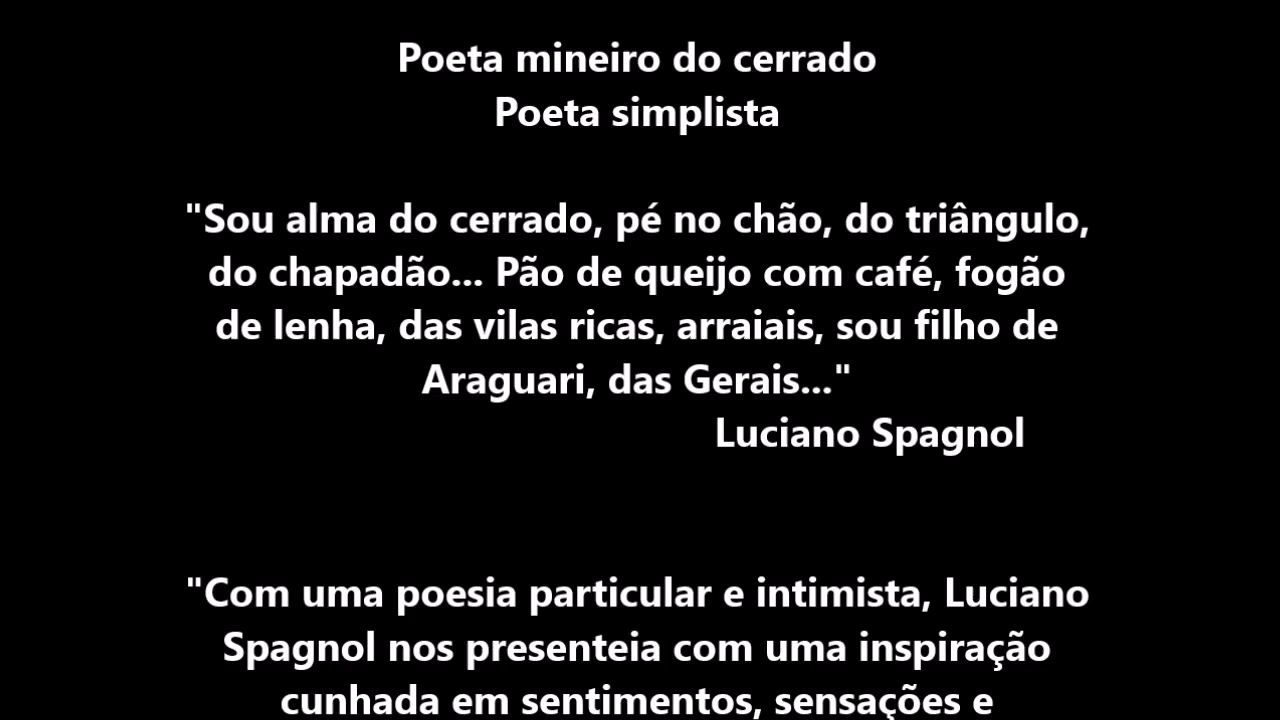 Poeta mineiro do cerrado
Poeta simplista
"Sou alma do cerrado, pé no chão, do triângulo,
do chapadão... Pão de queijo com café, fogão
de lenha, das vilas ricas, arraiais, sou filho de
Araguari, das Gerais..."
Luciano Spagnol
"Com uma poesia particular e intimista, Luciano
Spagnol nos presenteia com uma inspiração
cunhada em sentimentos, sensações e